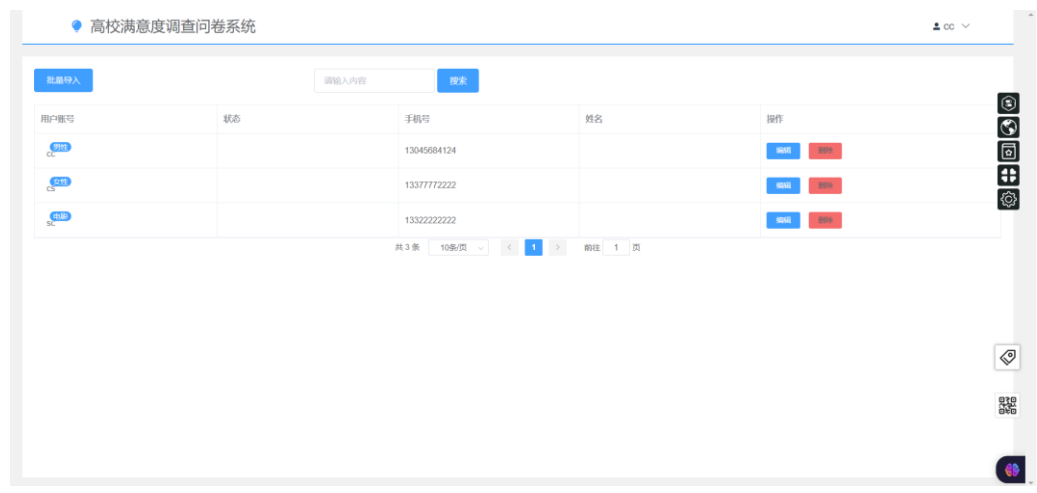 高校满意度调查问卷系统 cc
批量导入 请输入内容 搜索
用户账号 状态 手机号 姓名 操作
男性
cc 13045684124 编辑 删除
女性
cs 13377772222 编辑 删除
电影
sc 13322222222 编辑 删除
共 3 条 10条/页 1 前往 1 页